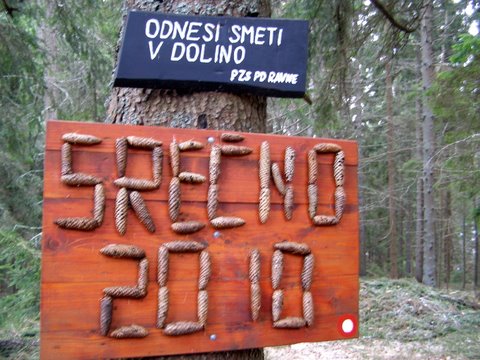 ODNESI SMETI
V DOLINO
PZS PD RAVNE
SREČNO
2010